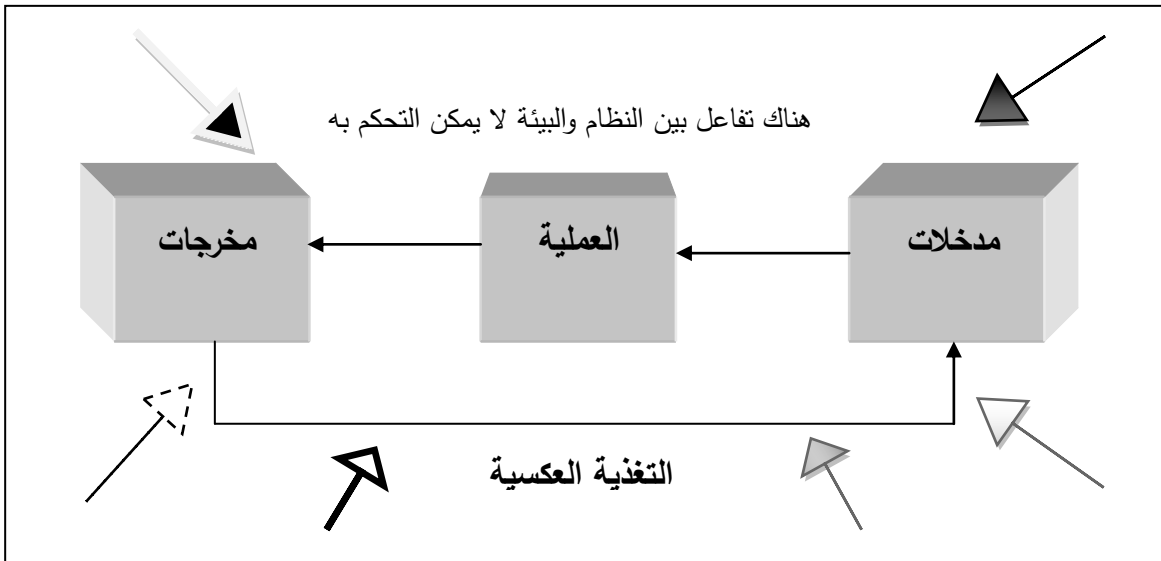 هناك تفاعل بين النظام والبيئة لا يمكن التحكم به
مدخلات
العملية
مخرجات
التغذية العكسية